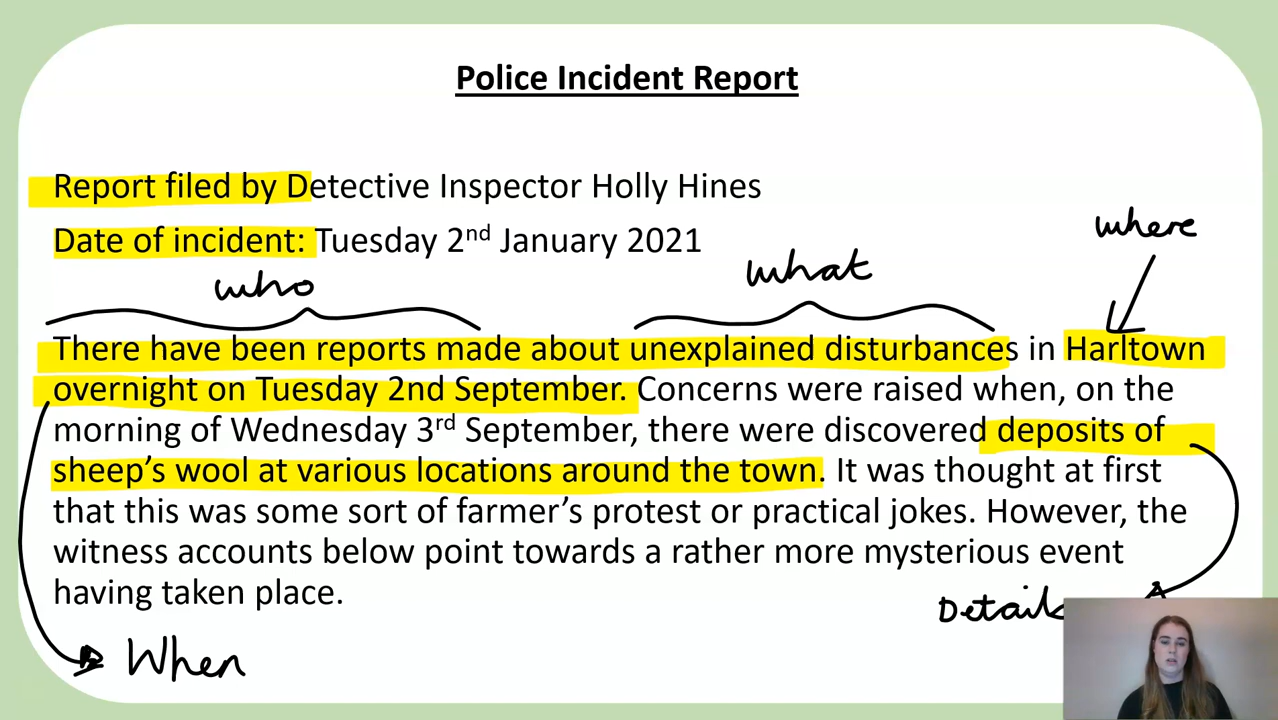 Police Incident Report
Report filed by Detective Inspector Holly Hines
Date of incident: Tuesday 2nd January 2021
where
who
what
There have been reports made about unexplained disturbances in Harltown
overnight on Tuesday 2nd September. Concerns were raised when, on the
morning of Wednesday 3rd September, there were discovered deposits of
sheep's wool at various locations around the town. It was thought at first
that this was some sort of farmer's protest or practical jokes. However, the
witness accounts below point towards a rather more mysterious event
having taken place.
Details
When